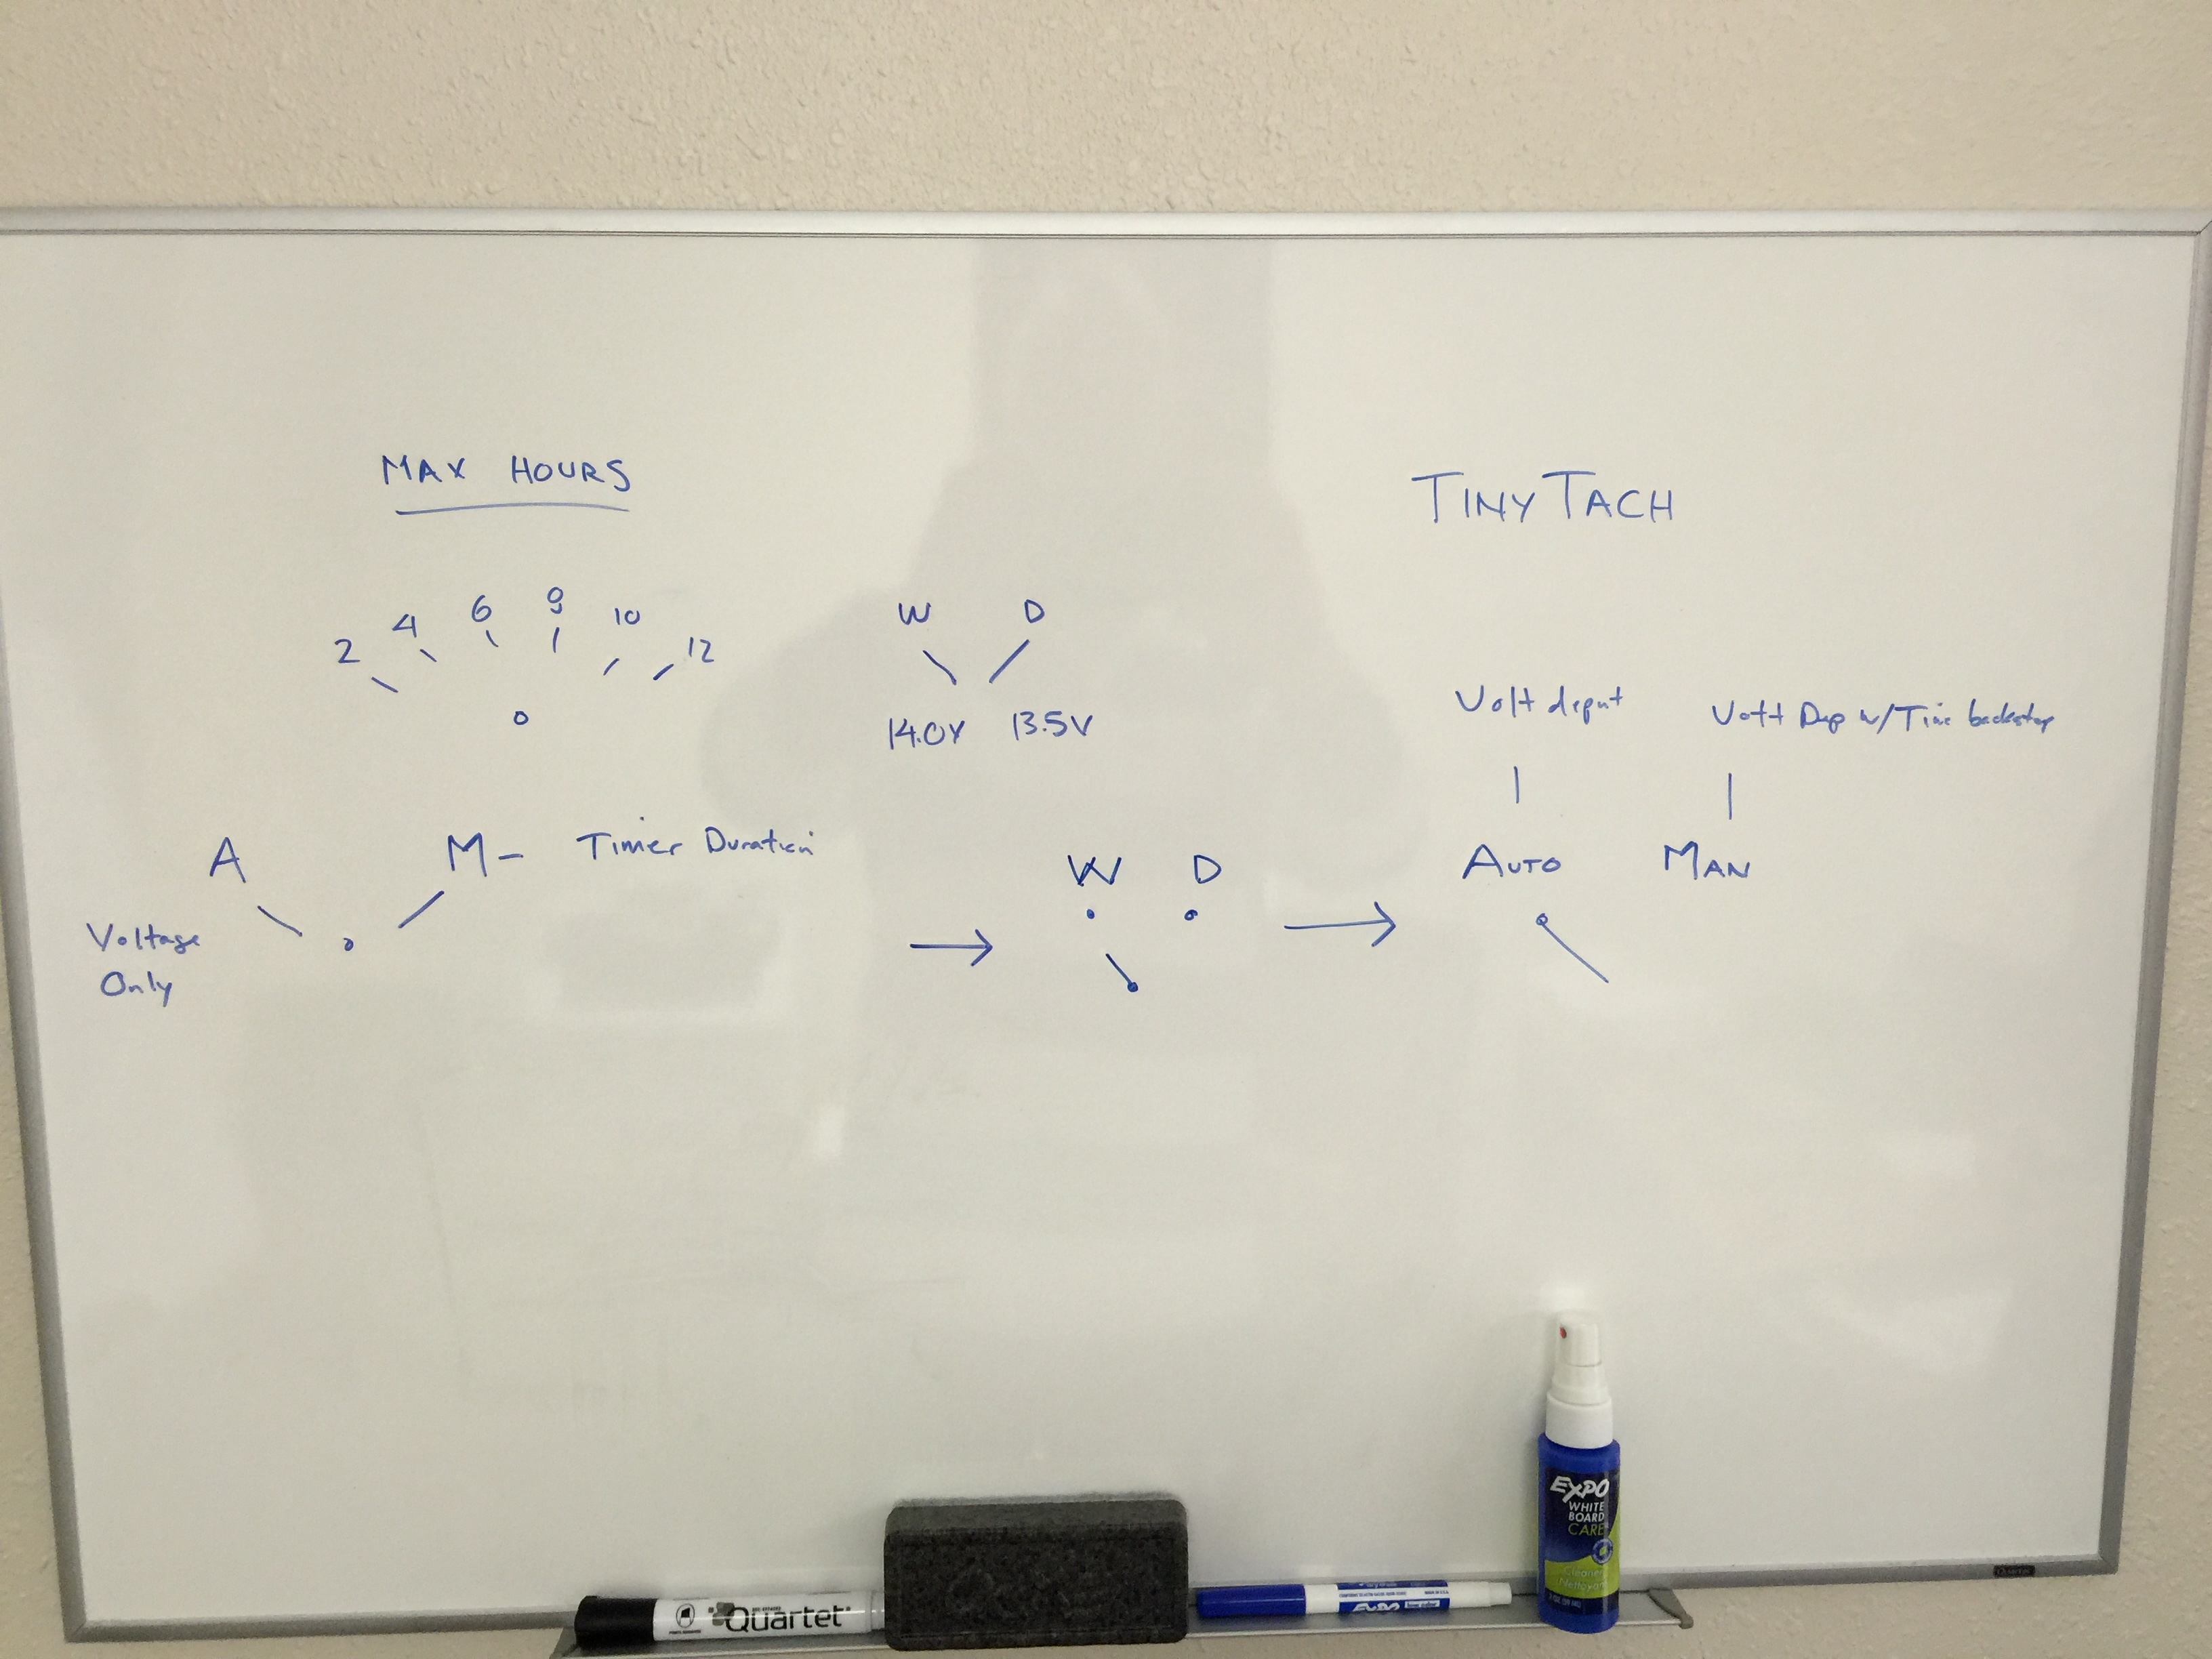 MAX HOURS
TINY TACH
2 4 6 8 10 12
W D
14.0V 13.5V
Volt depnt
Volt Dep w/Time backstop
A M - Timer Duration
Voltage
Only
W D
AUTO MAN
EXPO
WHITE
BOARD
CARE
Cleaner
Nettoyant
Quartet
EXPO
Quartet